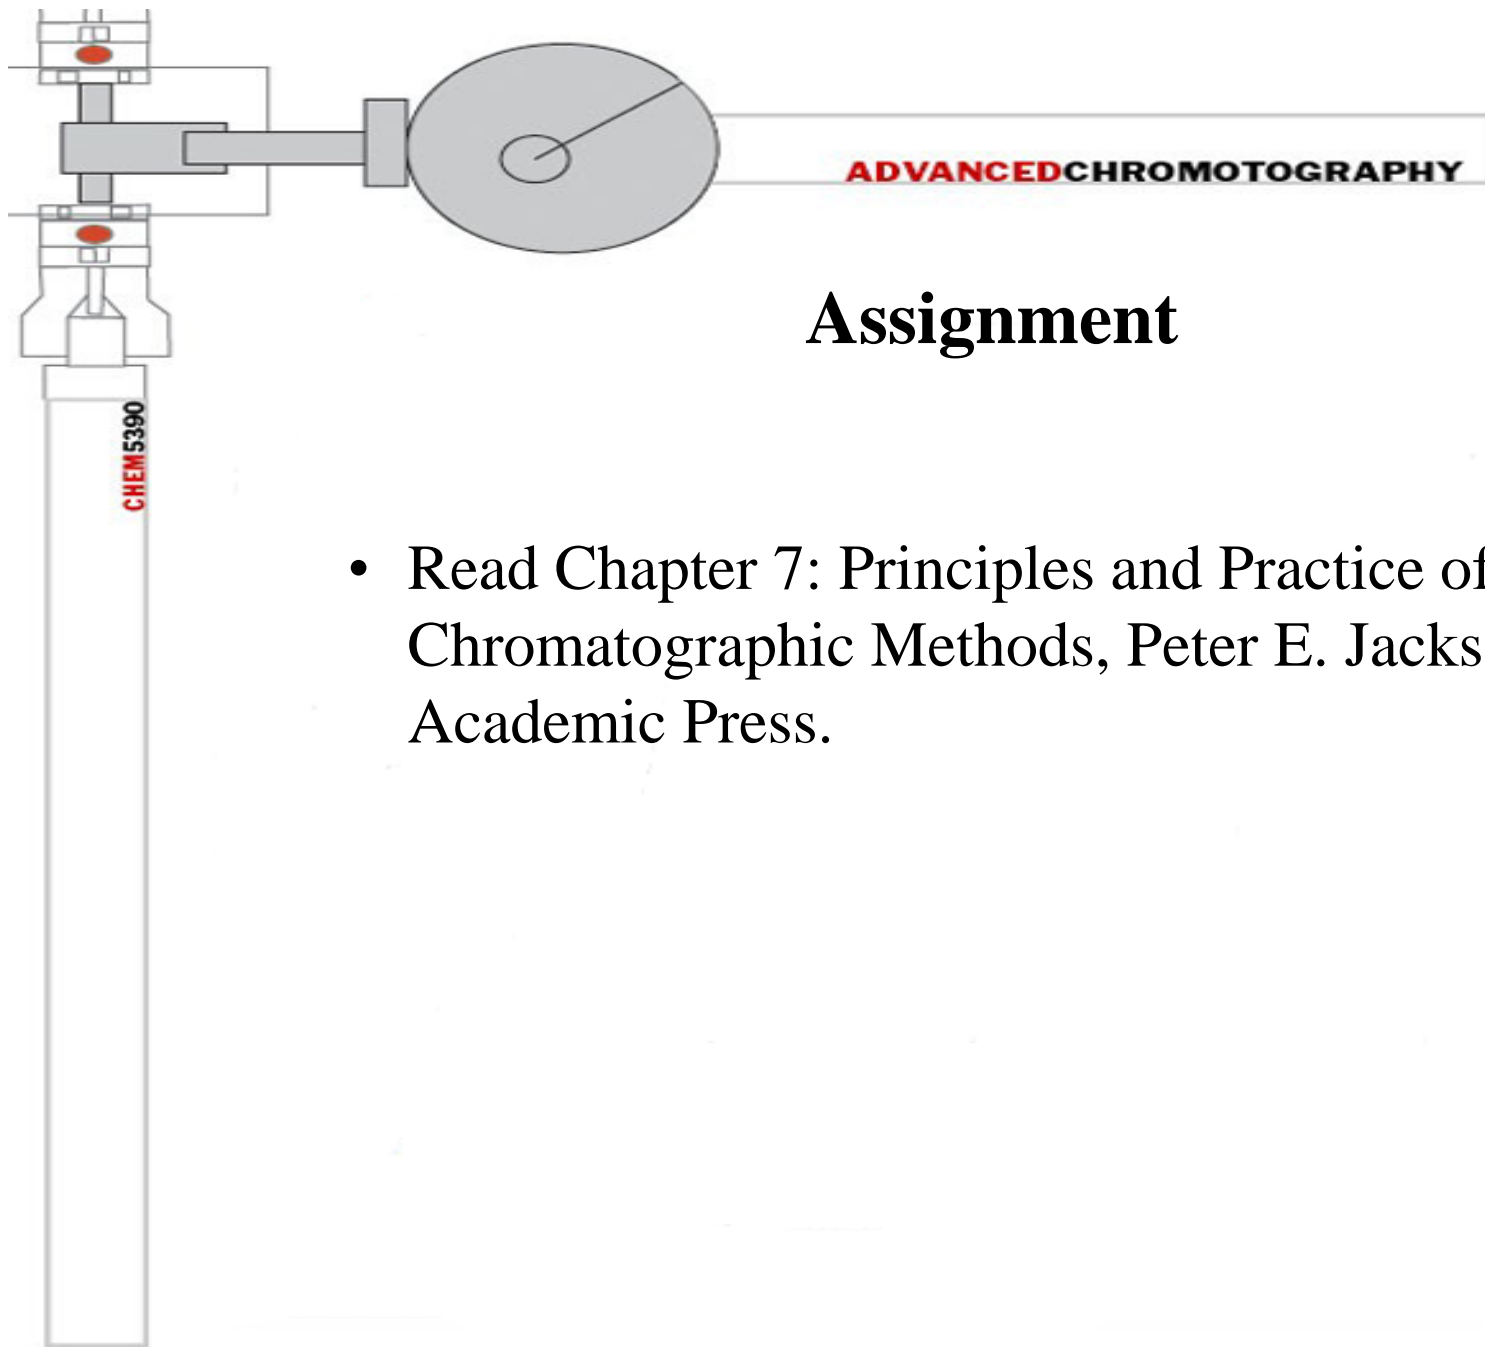 ADVANCEDCHROMOTOGRAPHY
Assignment
CHEM5390
• Read Chapter 7: Principles and Practice of
Chromatographic Methods, Peter E. Jacks
Academic Press.